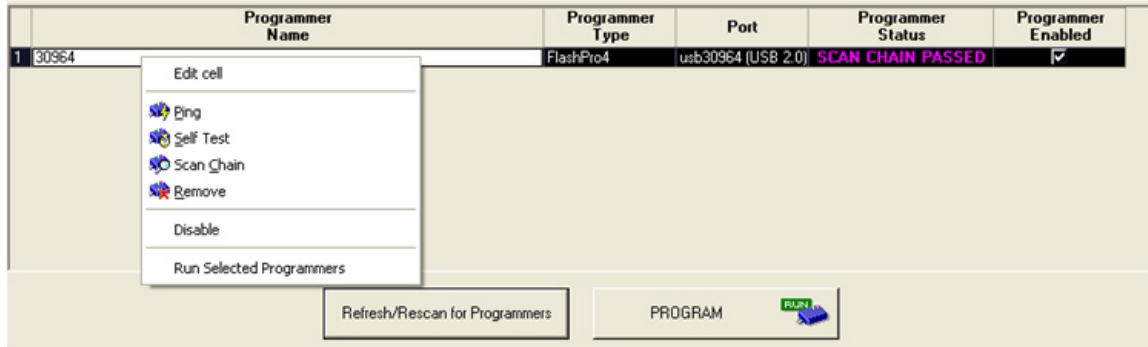 Programmer Name Programmer Type Port Programmer Status Programmer Enabled
1 30964 FlashPro4 usb30964 (USB 2.0) SCAN CHAIN PASSED
Edit cell
Ping
Self Test
Scan Chain
Remove
Disable
Run Selected Programmers
Refresh/Rescan for Programmers PROGRAM RUN